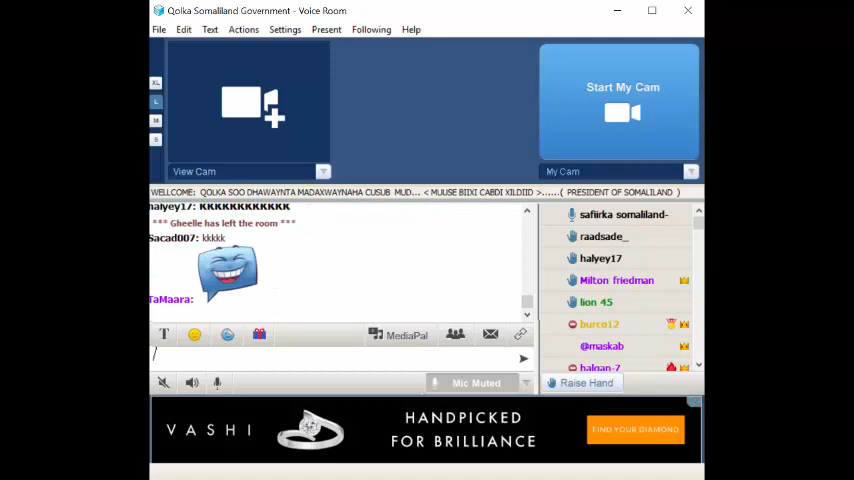 Qolka Somaliland Government - Voice Room
File Edit Text Actions Settings Present Following Help
XL
L
M
S
Start My Cam
View Cam
My Cam
WELLCOME: QOLKA SOO DHAWAYNTA MADAXWAYNAHA CUSUB MUD... < MUUSE BIIXI CABDI XILDIID >......( PRESIDENT OF SOMALILAND )
halyey17: KKKKKKKKKKKK
*** Gheelle has left the room ***
Sacad007: kkkkk
TaMaara:
safiirka somaliland-
raadsade_
halyey17
Milton friedman
lion 45
burco12
@maskab
halgan-7
T
MediaPal
/
Mic Muted
Raise Hand
VASHI
HANDPICKED
FOR BRILLIANCE
FIND YOUR DIAMOND